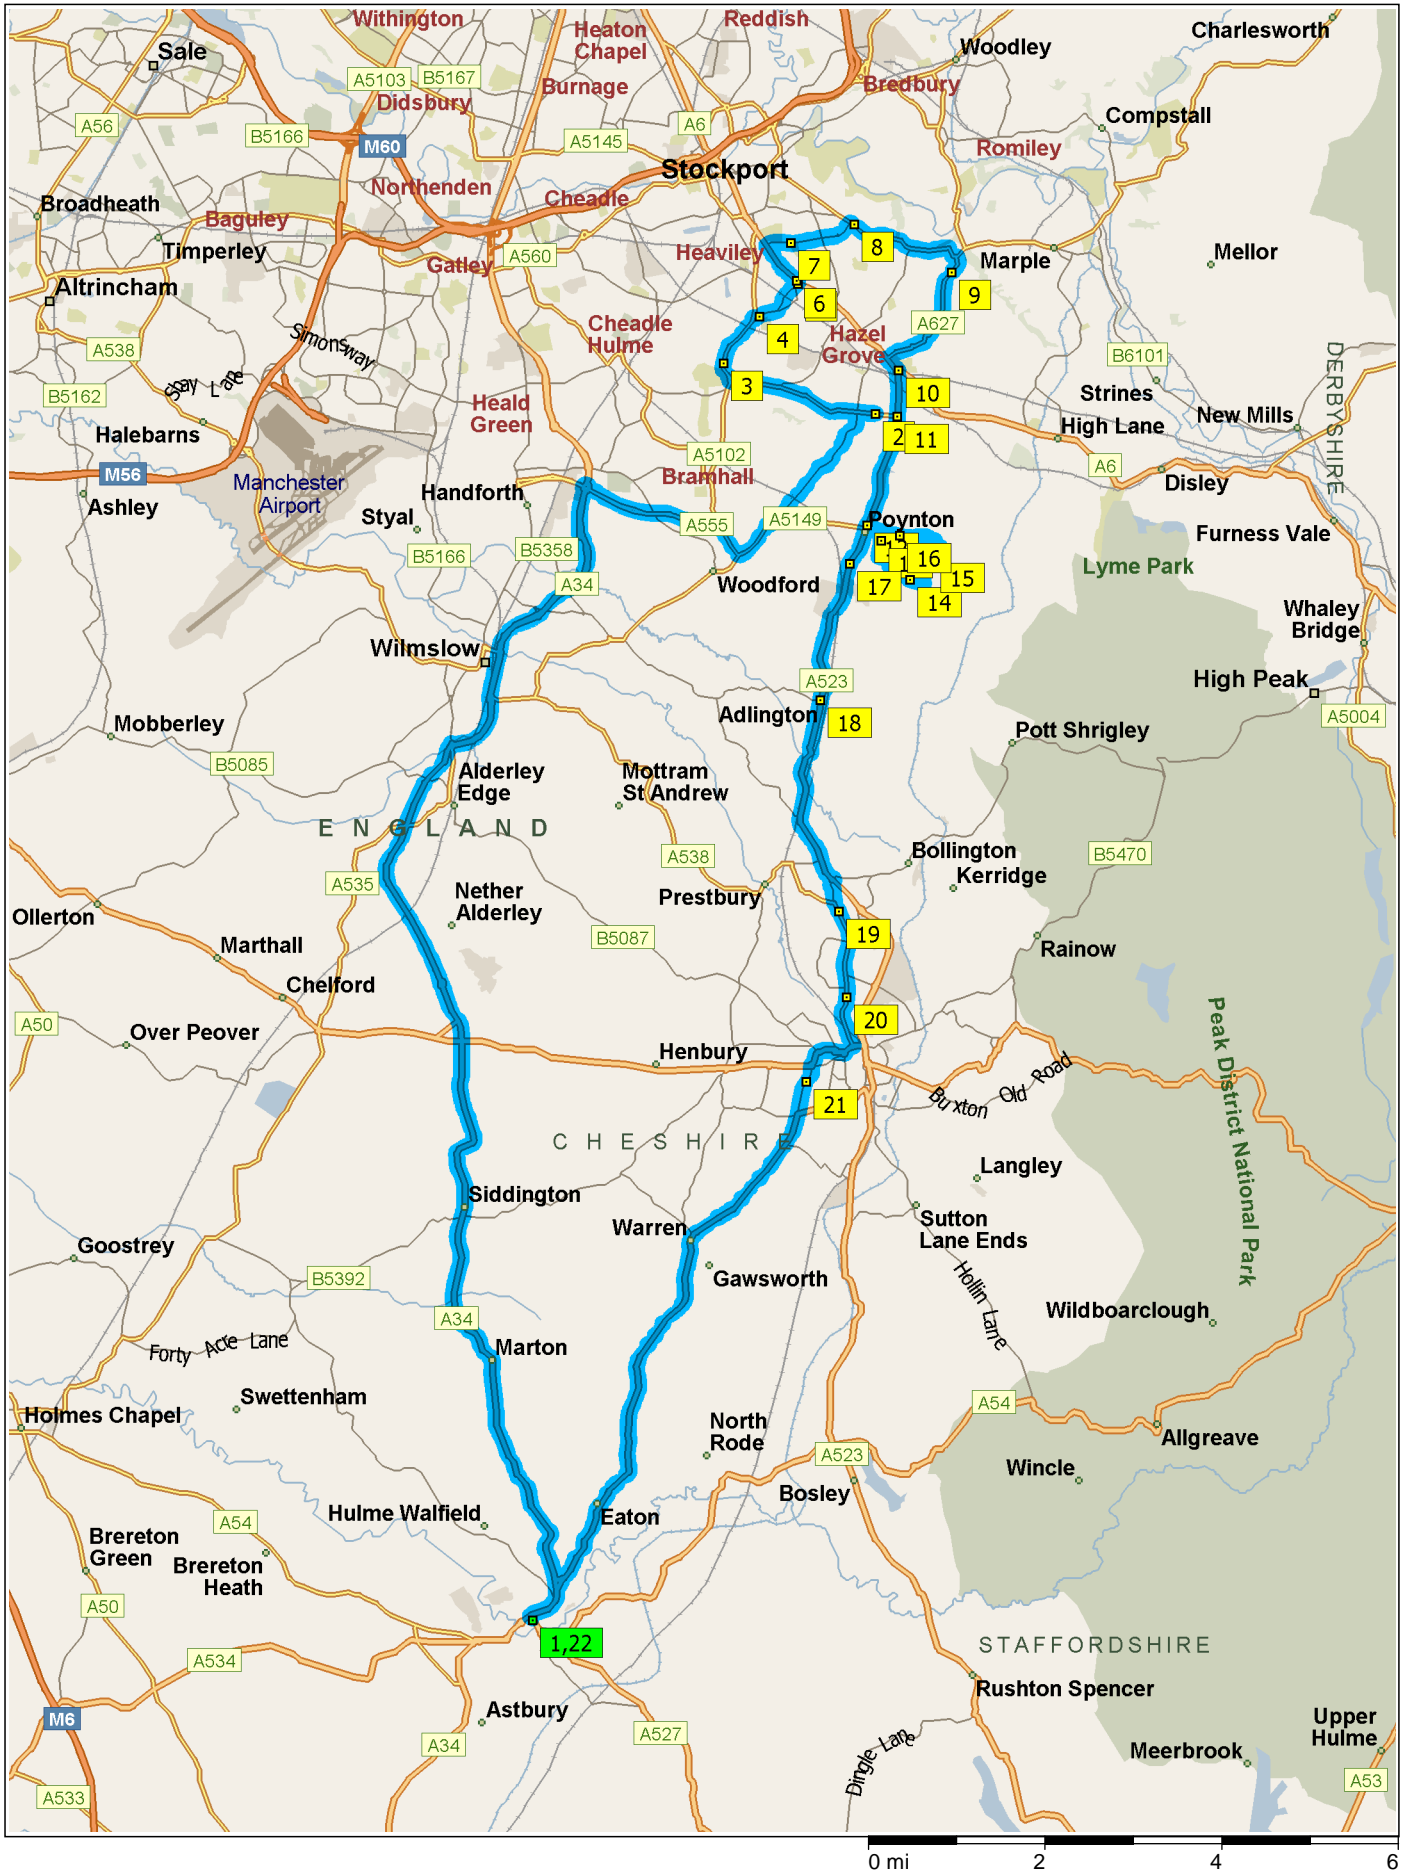 Withington
Heaton
Chapel
Reddish
Charlesworth
Sale
Woodley
A5103
B5167
Burnage
Bredbury
Didsbury
A56
B5166
M60
A5145
A6
Compstall
Romiley
Stockport
Northenden
Cheadle
Broadheath
Baguley
Timperley
Gatley
A560
Heaviley
7
8
Marple
Mellor
Altrincham
9
6
A627
Cheadle
Hulme
4
Hazel
Grove
Simonsway
A538
B6101
DERBYSHIRE
Shay Lane
B5162
3
10
Strines
Heald
Green
New Mills
Halebarns
2
11
High Lane
A5102
A6
M56
Manchester
Airport
Bramhall
Disley
Ashley
Handforth
Styal
A555
A5149
Poynton
Furness Vale
B5166
B5358
16
Lyme Park
A34
Woodford
17
15
14
Whaley
Bridge
Wilmslow
High Peak
A523
Adlington
18
A5004
Mobberley
Pott Shrigley
B5085
Alderley
Edge
Mottram
St Andrew
ENGLAND
A538
Bollington
B5470
A535
Kerridge
Nether
Alderley
Prestbury
Ollerton
19
B5087
Marthall
Rainow
Chelford
A50
Over Peover
20
Henbury
Peak District National Park
Buxton Old Road
21
CHESHIRE
Langley
Siddington
Warren
Sutton
Lane Ends
Goostrey
B5392
Gawsworth
Hollin Lane
A34
Wildboarclough
Forty Acre Lane
Marton
Swettenham
A54
Holmes Chapel
North
Rode
A523
Allgreave
Wincle
Bosley
Hulme Walfield
Eaton
A54
Brereton
Green
Brereton
Heath
A50
1,22
STAFFORDSHIRE
A534
Rushton Spencer
Astbury
M6
A527
A34
Upper
Hulme
Dingle Lane
Meerbrook
A53
A533
0 mi 2 4 6